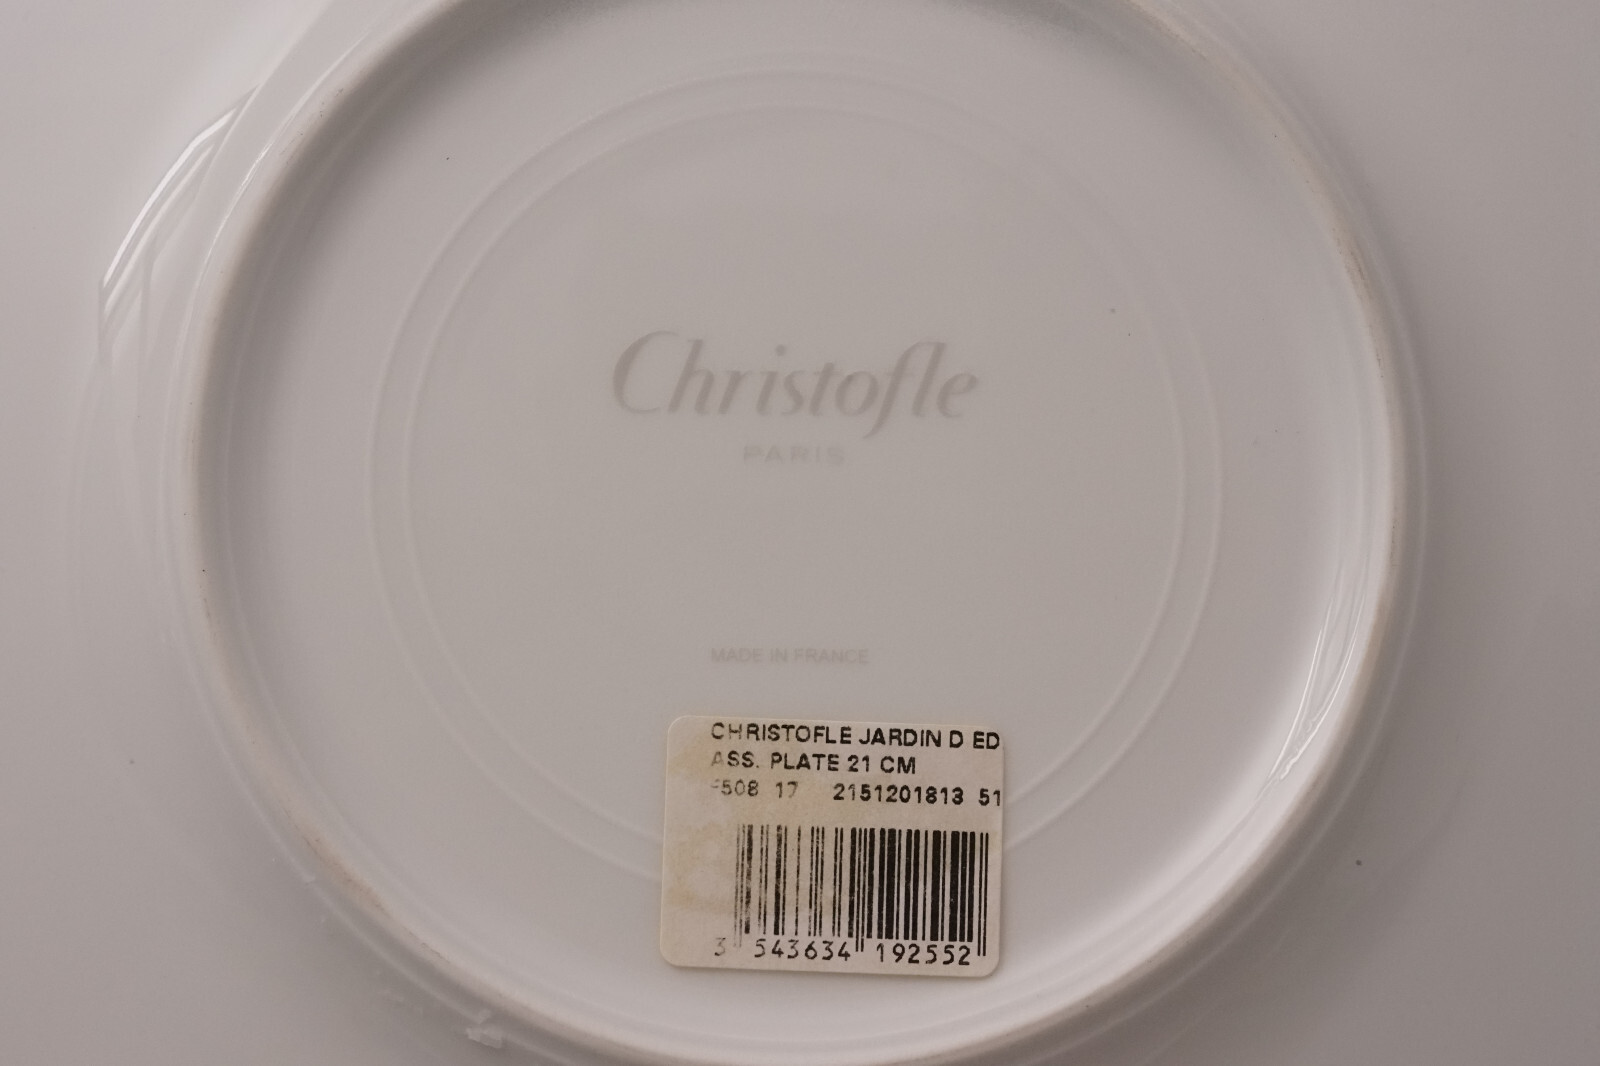 Christofle
PARIS
MADE IN FRANCE
CHRISTOFLE JARDIN D ED
ASS. PLATE 21 CM
508 17 2151201813 51
3 543634 192552